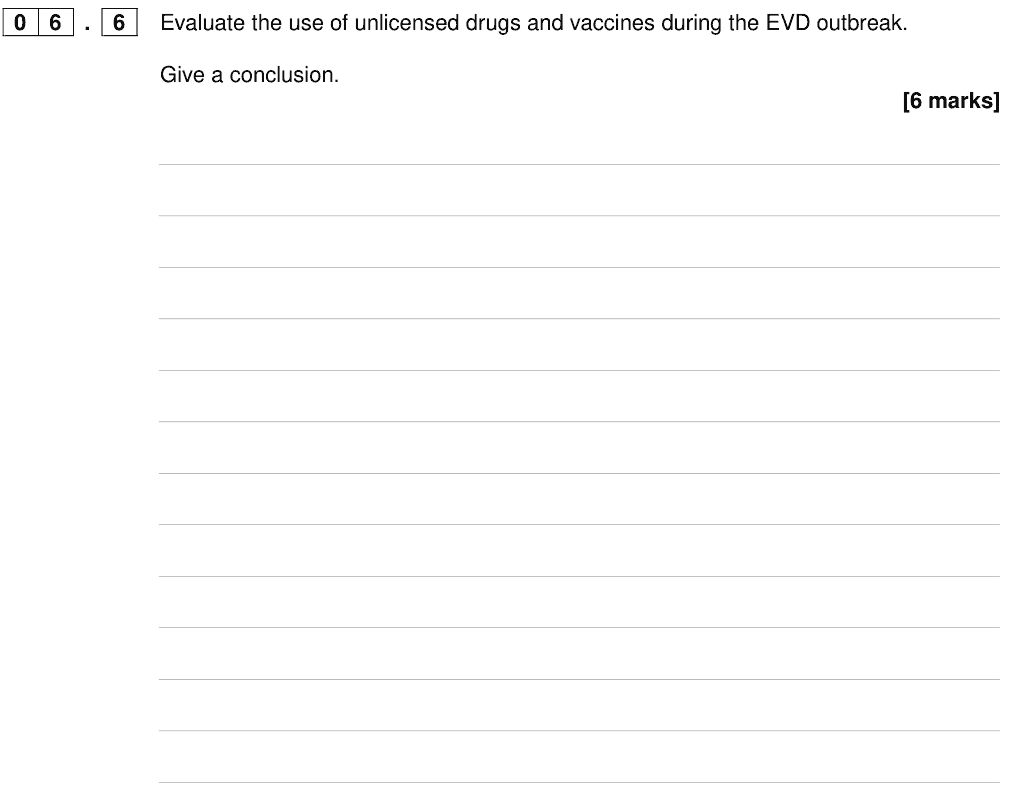 0 6 . 6 Evaluate the use of unlicensed drugs and vaccines during the EVD outbreak.
Give a conclusion.
[6 marks]